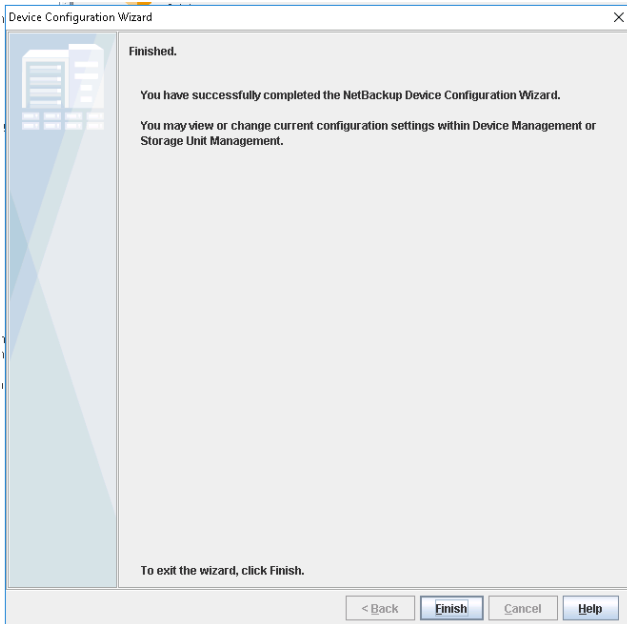 Device Configuration Wizard
Finished.
You have successfully completed the NetBackup Device Configuration Wizard.
You may view or change current configuration settings within Device Management or
Storage Unit Management.
To exit the wizard, click Finish.
< Back Finish Cancel Help